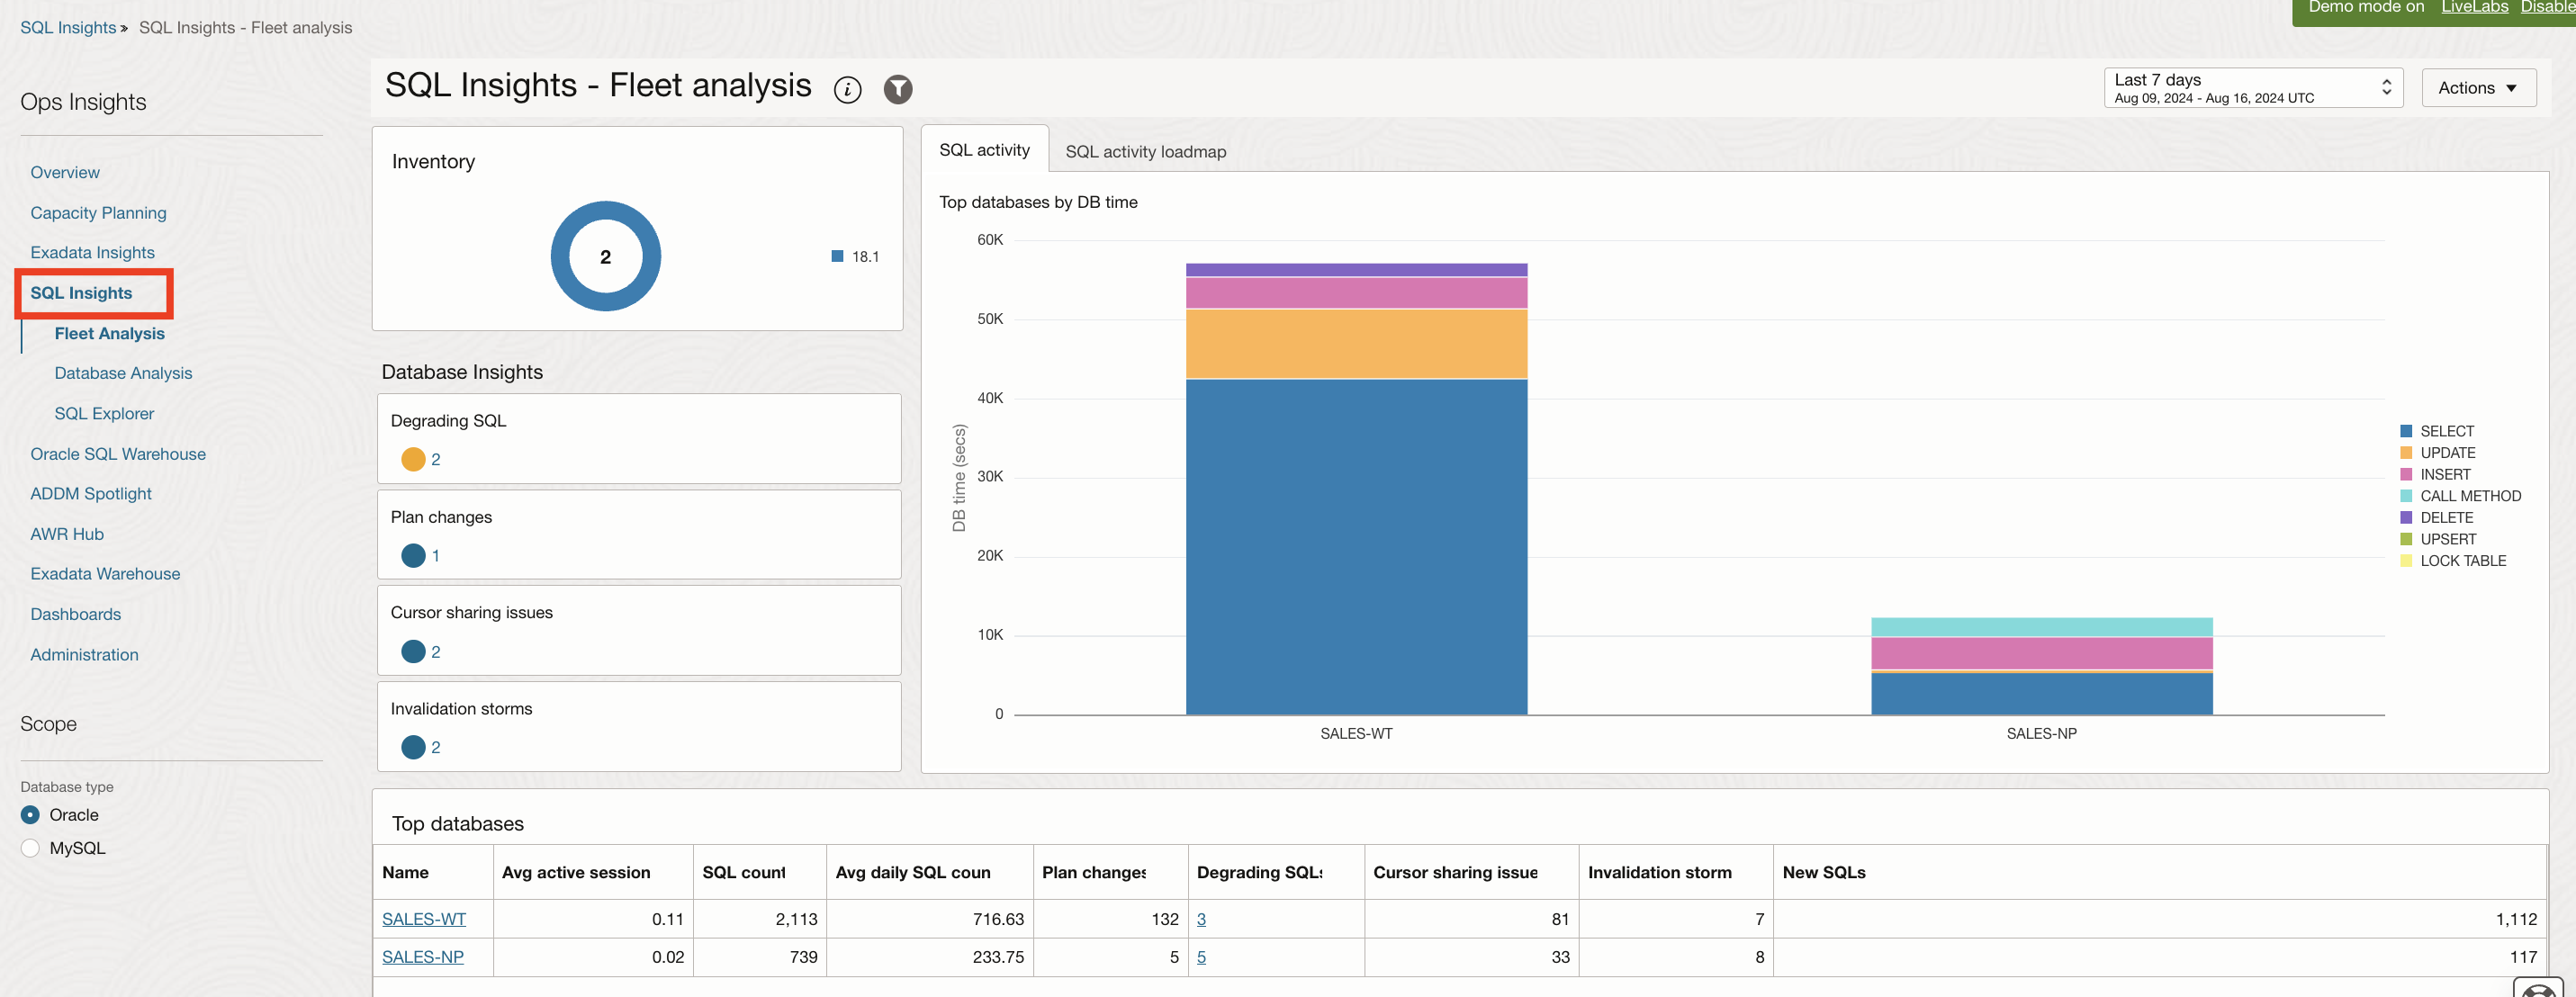 SQL Insights » SQL Insights - Fleet analysis
Demo mode on LiveLabs Disable
Ops Insights
Overview
Capacity Planning
Exadata Insights
SQL Insights
Fleet Analysis
Database Analysis
SQL Explorer
Oracle SQL Warehouse
ADDM Spotlight
AWR Hub
Exadata Warehouse
Dashboards
Administration
Scope
Database type
Oracle
MySQL
SQL Insights - Fleet analysis
Last 7 days
Aug 09, 2024 - Aug 16, 2024 UTC
Actions
Inventory
2
18.1
Database Insights
Degrading SQL
2
Plan changes
1
Cursor sharing issues
2
Invalidation storms
2
SQL activity SQL activity loadmap
Top databases by DB time
DB time (secs)
60K
50K
40K
30K
20K
10K
0
SALES-WT SALES-NP
SELECT
UPDATE
INSERT
CALL METHOD
DELETE
UPSERT
LOCK TABLE
Top databases
Name Avg active session SQL count Avg daily SQL coun Plan changes Degrading SQLs Cursor sharing issue Invalidation storm New SQLs
SALES-WT 0.11 2,113 716.63 132 3 81 7 1,112
SALES-NP 0.02 739 233.75 5 5 33 8 117